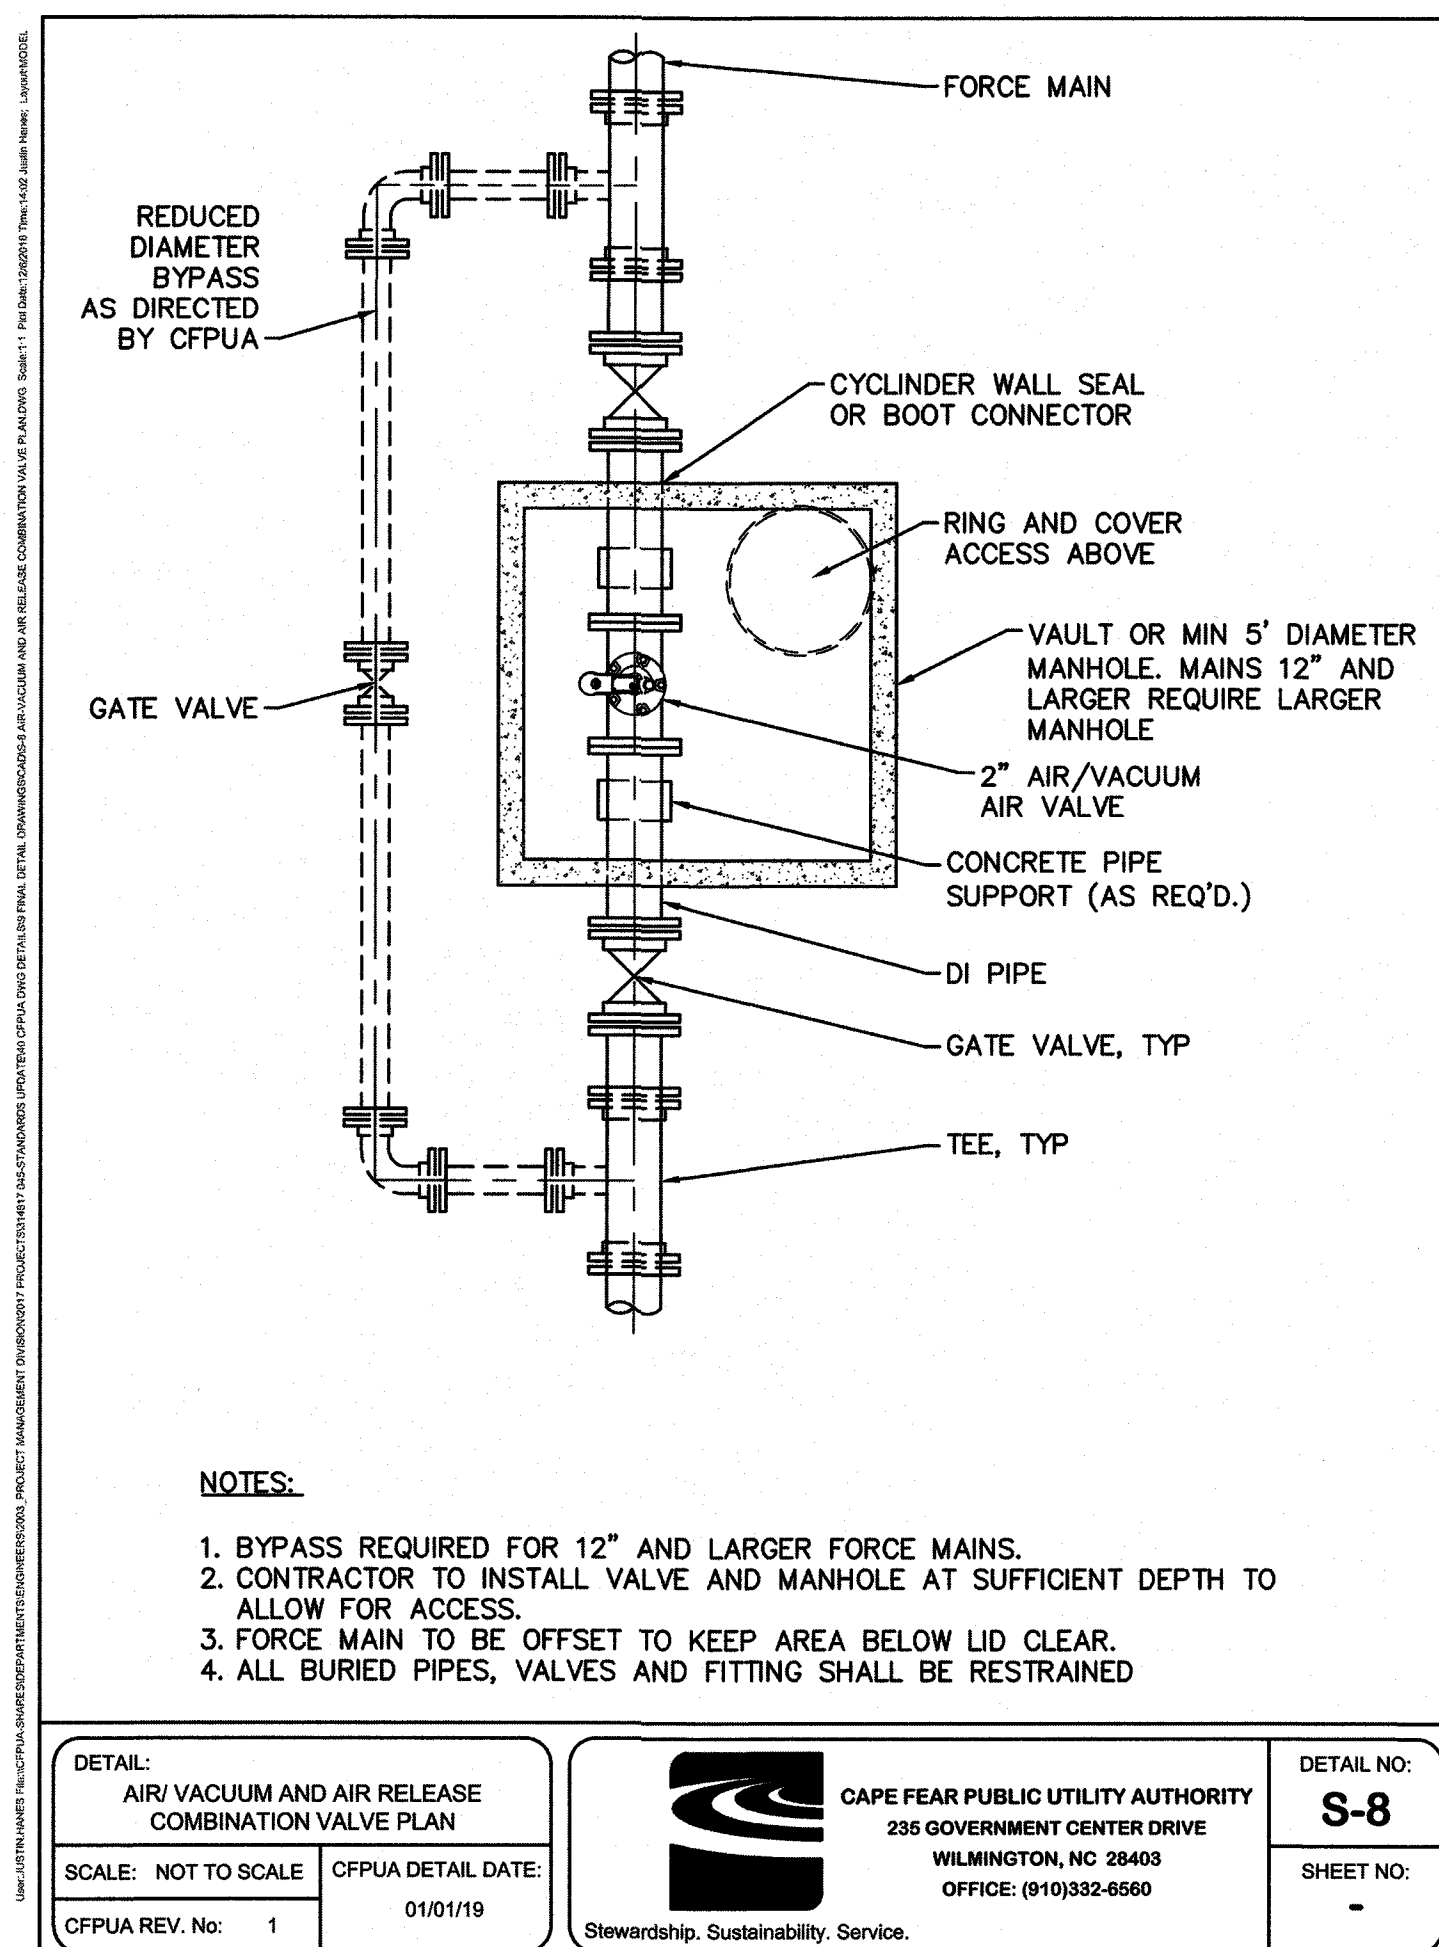 FORCE MAIN
REDUCED
DIAMETER
BYPASS
AS DIRECTED
BY CFPUA
CYCLINDER WALL SEAL
OR BOOT CONNECTOR
RING AND COVER
ACCESS ABOVE
VAULT OR MIN 5' DIAMETER
MANHOLE. MAINS 12" AND
LARGER REQUIRE LARGER
MANHOLE
GATE VALVE
2" AIR/VACUUM
AIR VALVE
CONCRETE PIPE
SUPPORT (AS REQ'D.)
DI PIPE
GATE VALVE, TYP
TEE, TYP
NOTES:
1. BYPASS REQUIRED FOR 12" AND LARGER FORCE MAINS.
2. CONTRACTOR TO INSTALL VALVE AND MANHOLE AT SUFFICIENT DEPTH TO
ALLOW FOR ACCESS.
3. FORCE MAIN TO BE OFFSET TO KEEP AREA BELOW LID CLEAR.
4. ALL BURIED PIPES, VALVES AND FITTING SHALL BE RESTRAINED
DETAIL:
AIR/ VACUUM AND AIR RELEASE
COMBINATION VALVE PLAN
SCALE: NOT TO SCALE
CFPUA REV. No: 1
CFPUA DETAIL DATE:
01/01/19
CAPE FEAR PUBLIC UTILITY AUTHORITY
235 GOVERNMENT CENTER DRIVE
WILMINGTON, NC 28403
OFFICE: (910)332-6560
Stewardship. Sustainability. Service.
DETAIL NO:
S-8
SHEET NO:
-